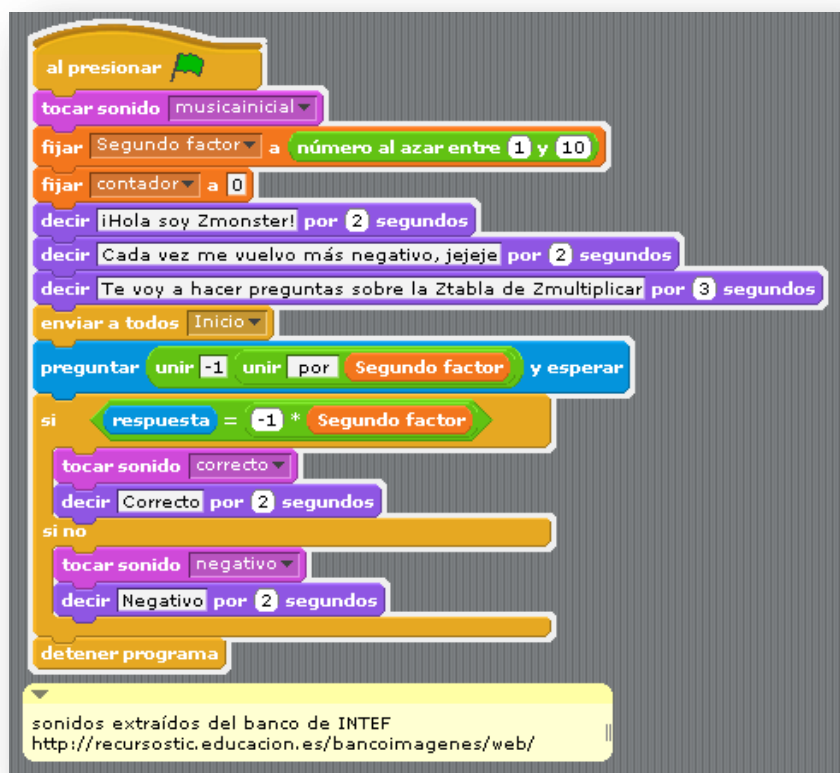 al presionar
tocar sonido musicainicial
fijar Segundo factor a número al azar entre 1 y 10
fijar contador a 0
decir ¡Hola soy Zmonster! por 2 segundos
decir Cada vez me vuelvo más negativo, jejeje por 2 segundos
decir Te voy a hacer preguntas sobre la Ztabla de Zmultiplicar por 3 segundos
enviar a todos Inicio
preguntar unir -1 unir por Segundo factor y esperar
si respuesta = -1 * Segundo factor
tocar sonido correcto
decir Correcto por 2 segundos
si no
tocar sonido negativo
decir Negativo por 2 segundos
detener programa
sonidos extraídos del banco de INTEF
http://recursostic.educacion.es/bancoimagenes/web/